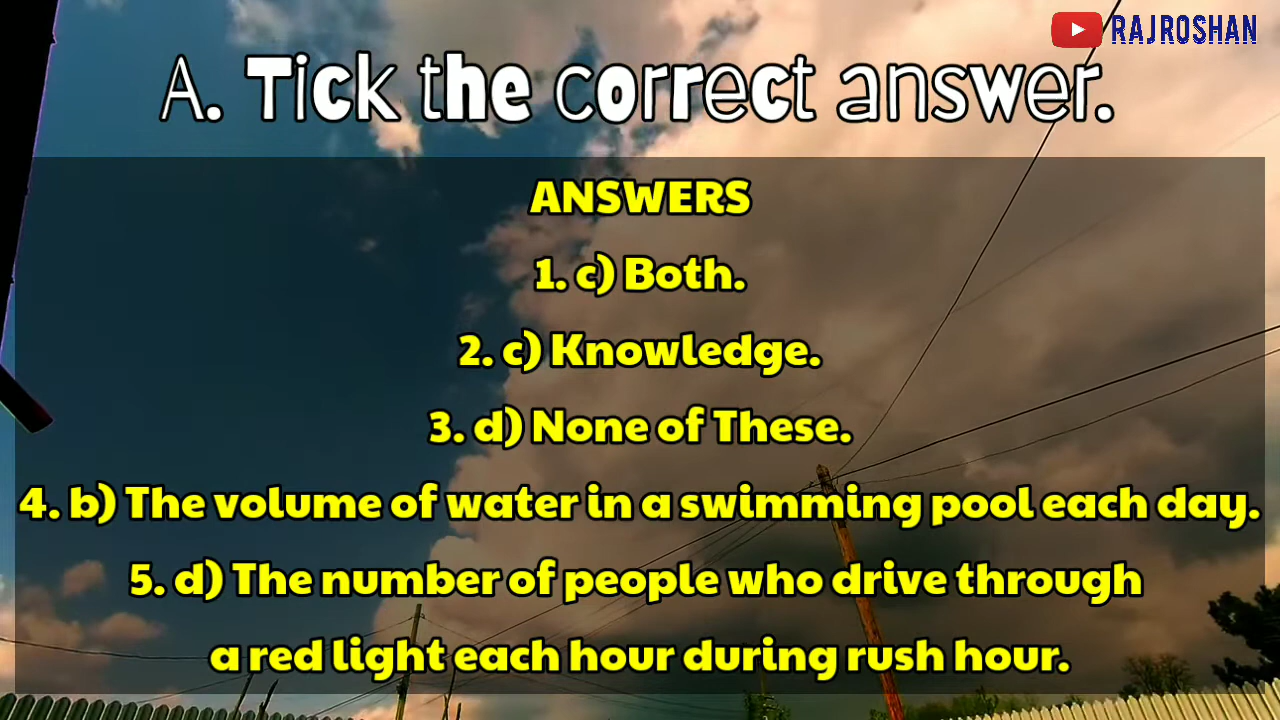 RAJROSHAN
A. Tick the correct answer.
ANSWERS
1. c) Both.
2. c) Knowledge.
3. d) None of These.
4. b) The volume of water in a swimming pool each day.
5. d) The number of people who drive through
a red light each hour during rush hour.